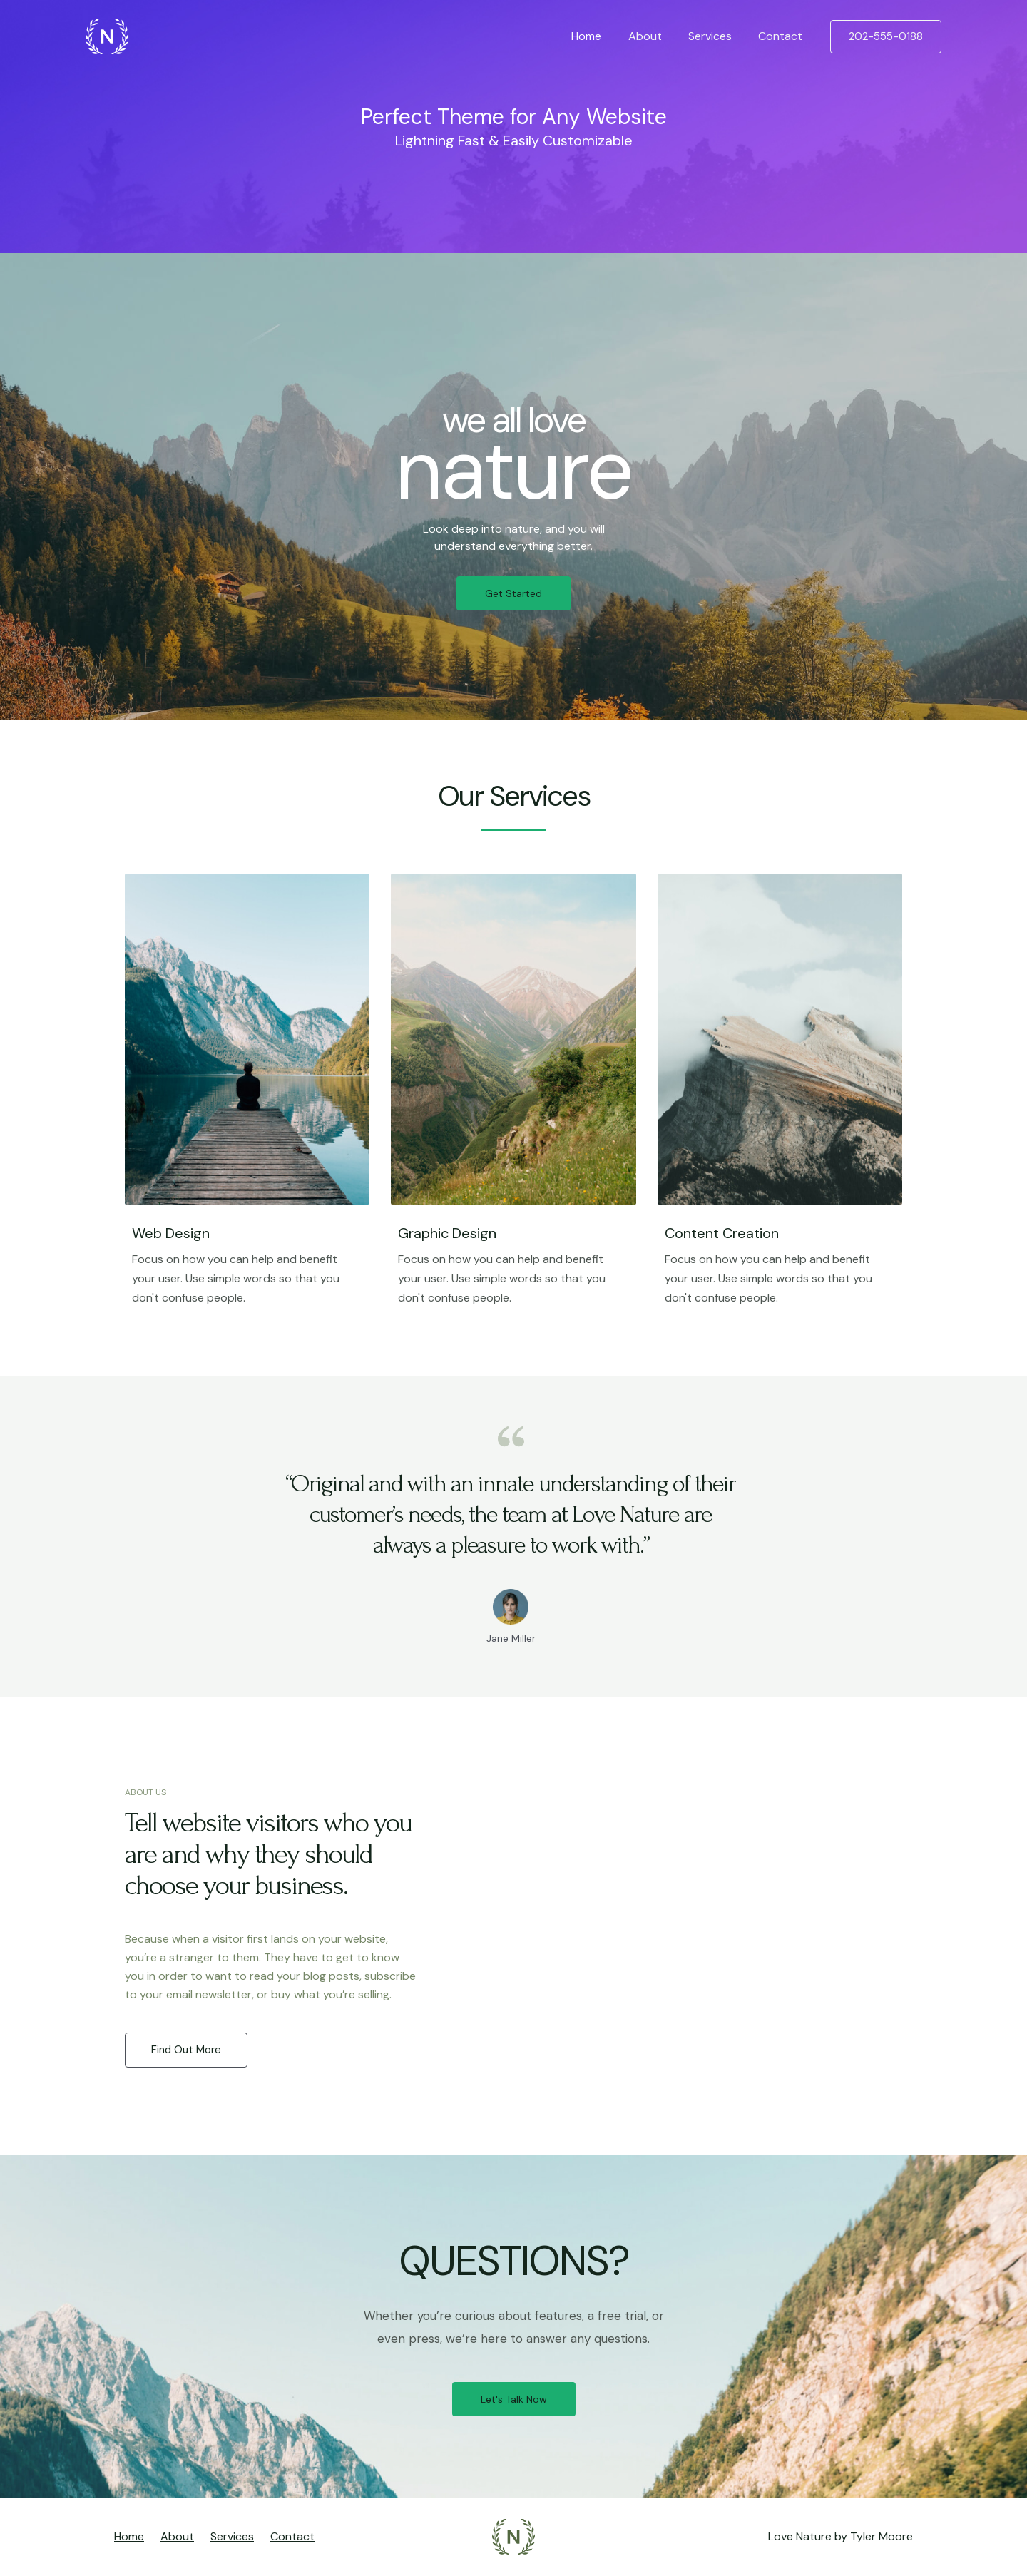 N
Home
About
Services
Contact
202-555-0188
Perfect Theme for Any Website
Lightning Fast & Easily Customizable
we all love
nature
Look deep into nature, and you will
understand everything better.
Get Started
Our Services
Web Design
Focus on how you can help and benefit
your user. Use simple words so that you
don't confuse people.
Graphic Design
Focus on how you can help and benefit
your user. Use simple words so that you
don't confuse people.
Content Creation
Focus on how you can help and benefit
your user. Use simple words so that you
don't confuse people.
“
“Original and with an innate understanding of their
customer’s needs, the team at Love Nature are
always a pleasure to work with.”
Jane Miller
ABOUT US
Tell website visitors who you
are and why they should
choose your business.
Because when a visitor first lands on your website,
you’re a stranger to them. They have to get to know
you in order to want to read your blog posts, subscribe
to your email newsletter, or buy what you’re selling.
Find Out More
QUESTIONS?
Whether you’re curious about features, a free trial, or
even press, we’re here to answer any questions.
Let's Talk Now
Home
About
Services
Contact
N
Love Nature by Tyler Moore